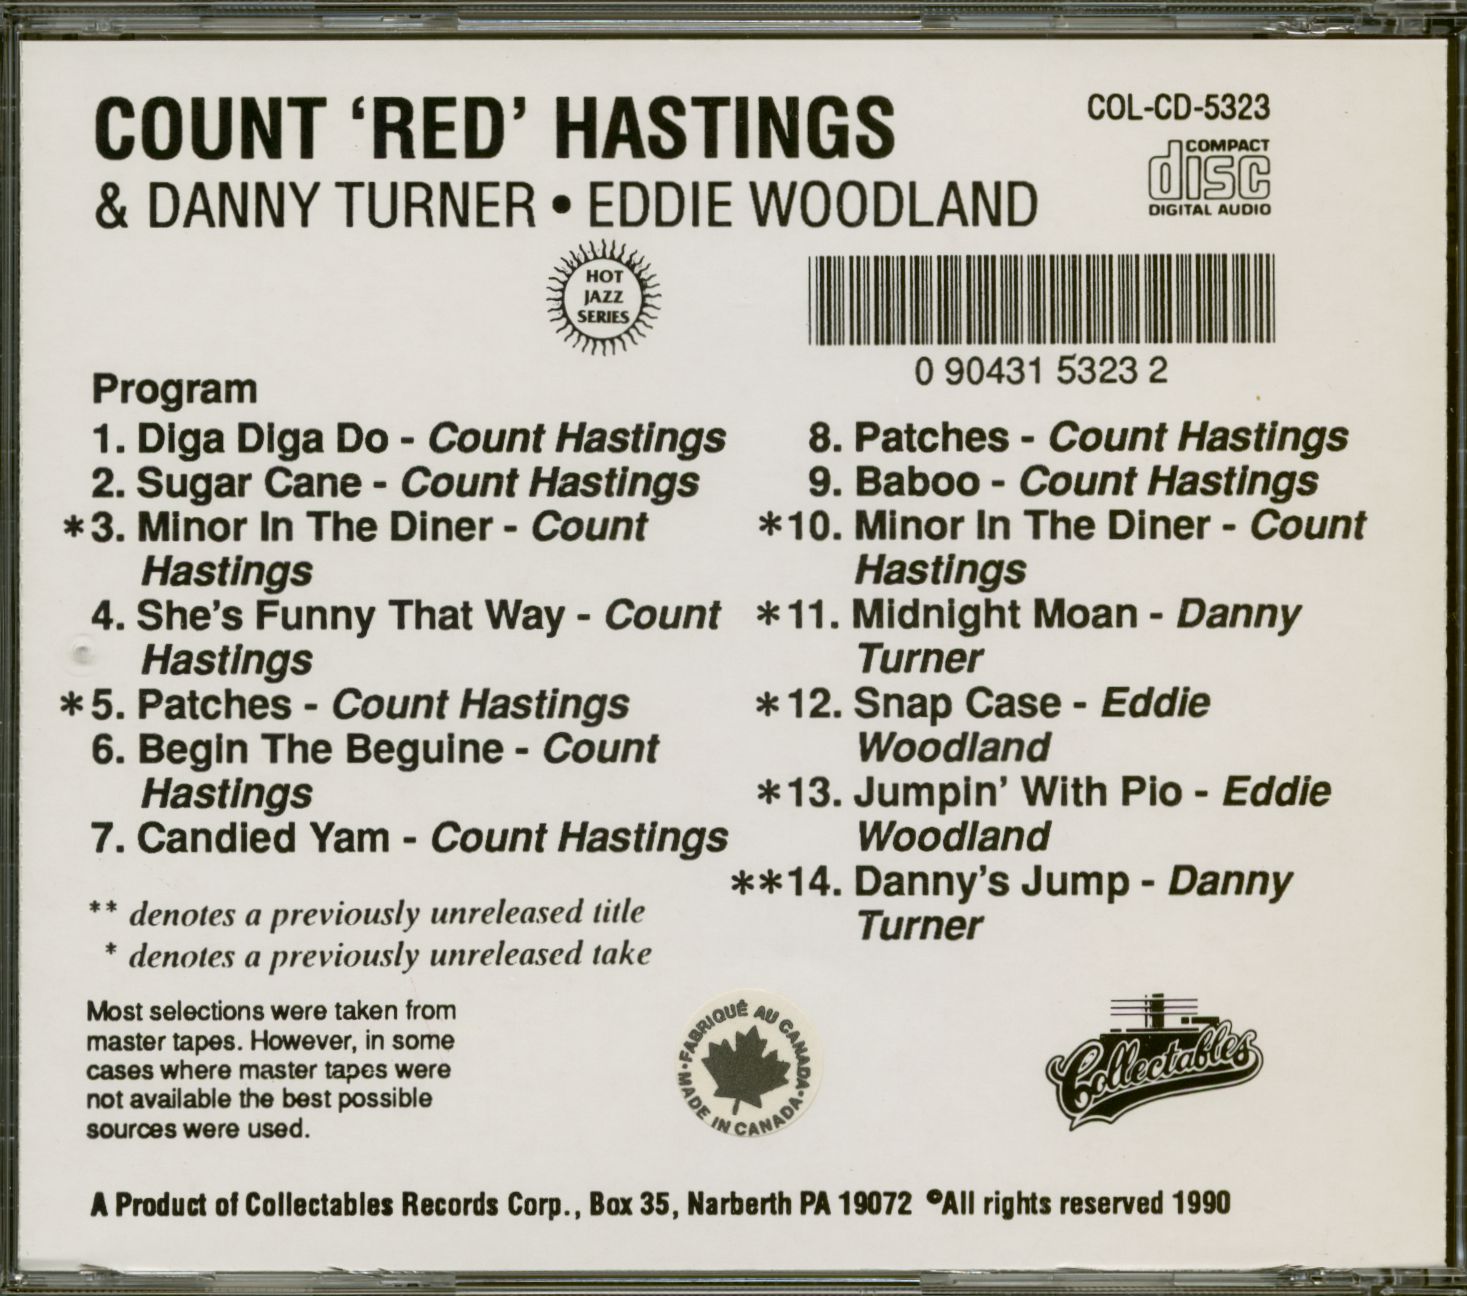 COUNT ‘RED’ HASTINGS
& DANNY TURNER • EDDIE WOODLAND
COL-CD-5323
COMPACT
disc
DIGITAL AUDIO
HOT
JAZZ
SERIES
0 90431 5323 2
Program
1. Diga Diga Do - Count Hastings
2. Sugar Cane - Count Hastings
*3. Minor In The Diner - Count
Hastings
4. She's Funny That Way - Count
Hastings
*5. Patches - Count Hastings
6. Begin The Beguine - Count
Hastings
7. Candied Yam - Count Hastings
8. Patches - Count Hastings
9. Baboo - Count Hastings
*10. Minor In The Diner - Count
Hastings
*11. Midnight Moan - Danny
Turner
*12. Snap Case - Eddie
Woodland
*13. Jumpin' With Pio - Eddie
Woodland
**14. Danny's Jump - Danny
Turner
** denotes a previously unreleased title
* denotes a previously unreleased take
Most selections were taken from
master tapes. However, in some
cases where master tapes were
not available the best possible
sources were used.
FABRIQUÉ AU CANADA
MADE IN CANADA
Collectables
A Product of Collectables Records Corp., Box 35, Narberth PA 19072 ©All rights reserved 1990